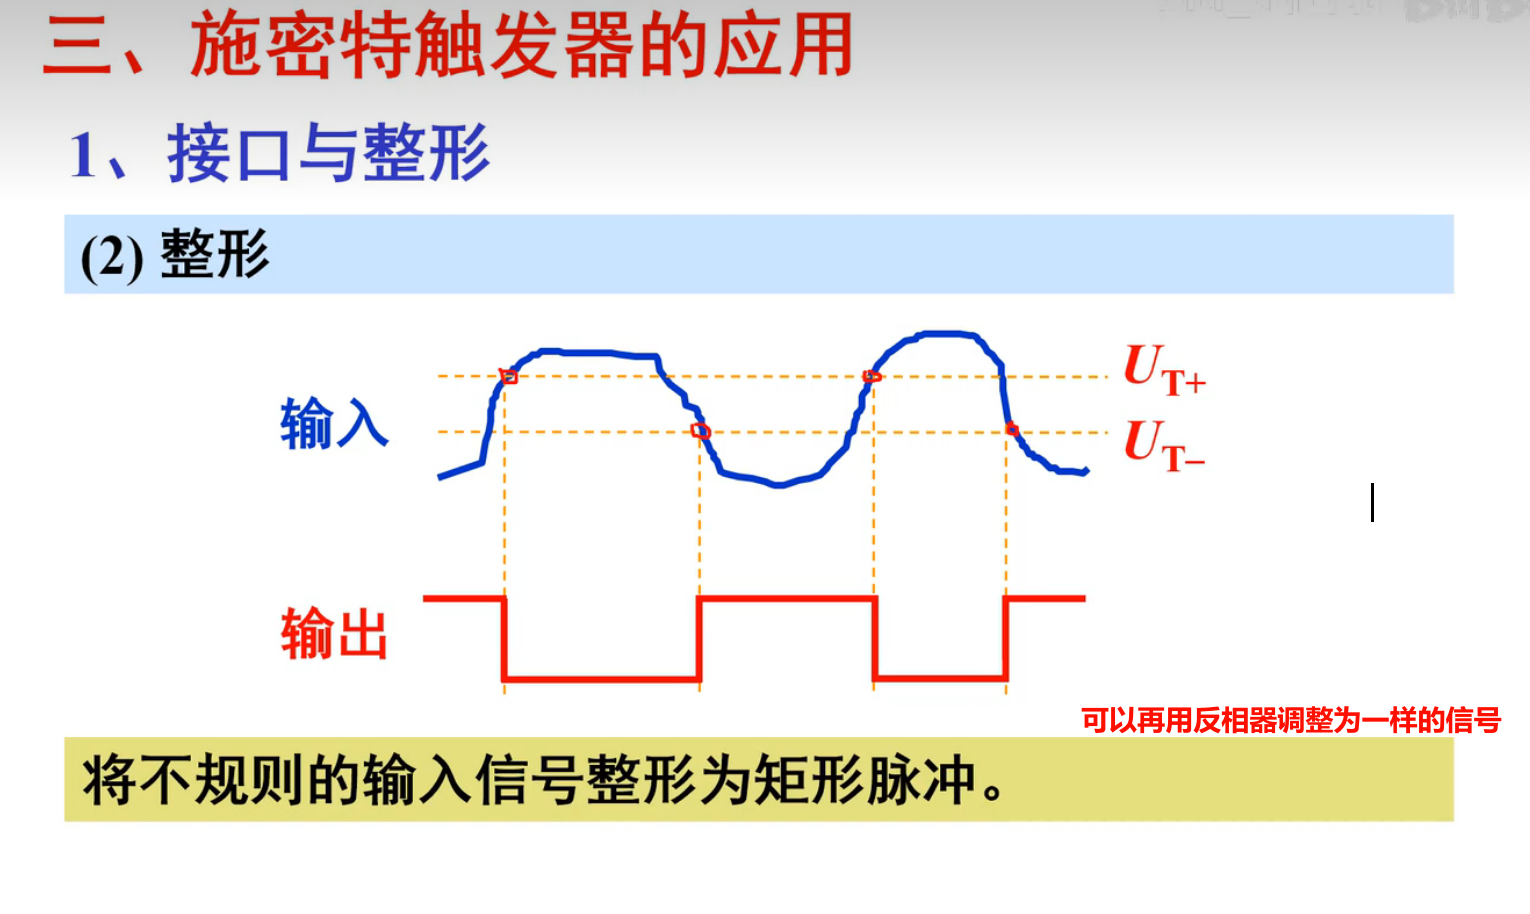 三、施密特触发器的应用
1、接口与整形
(2) 整形
U_T+
输入
U_T−
输出
可以再用反相器调整为一样的信号
将不规则的输入信号整形为矩形脉冲。